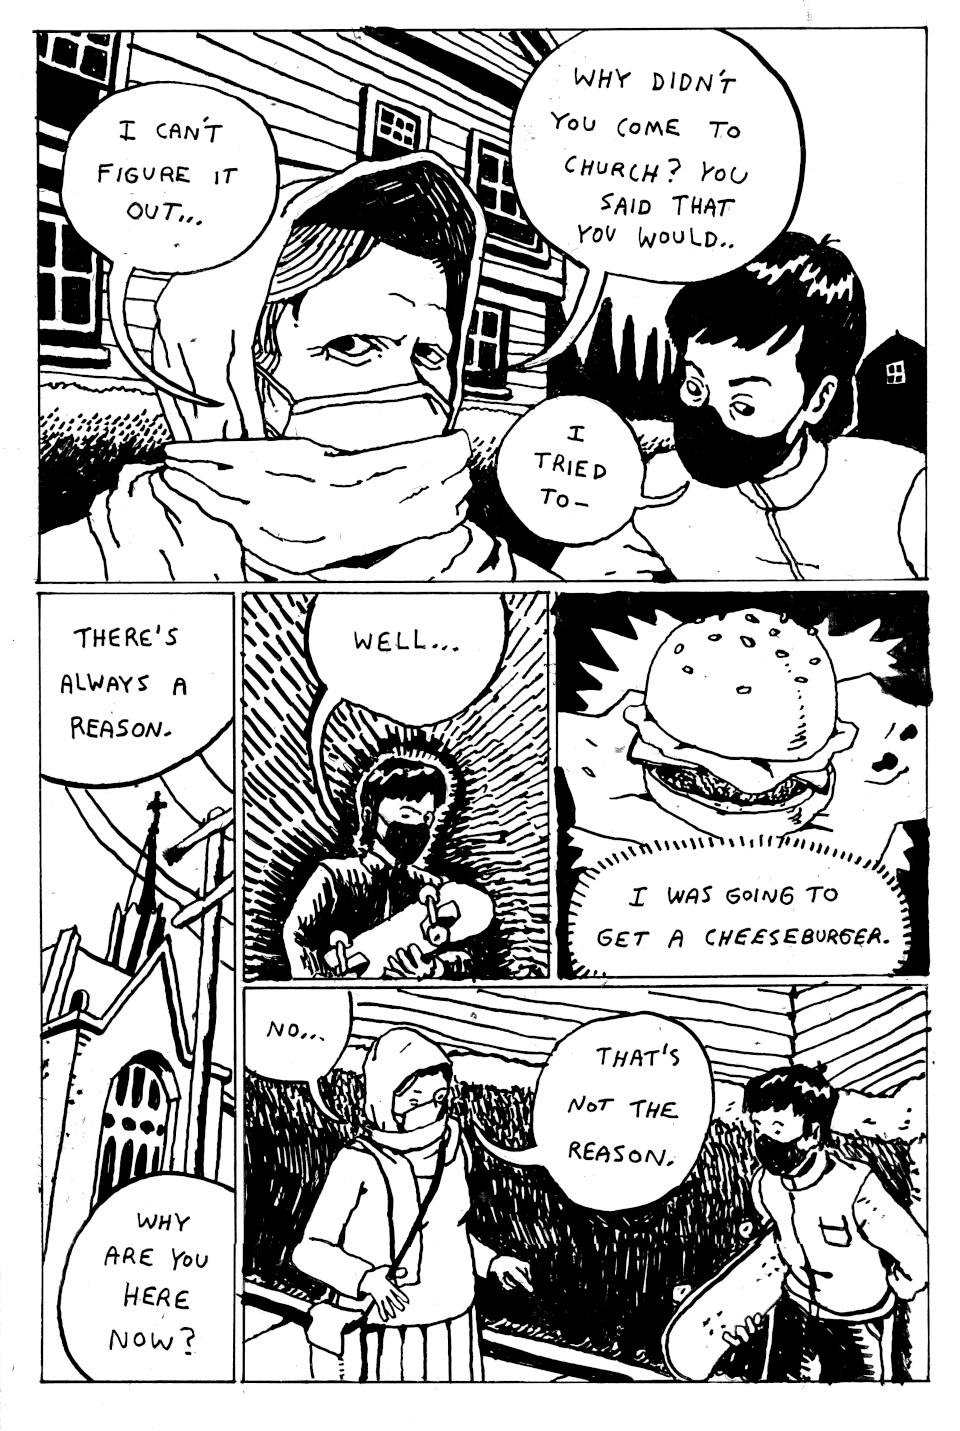 I CAN'T
FIGURE IT
OUT...
WHY DIDN'T
YOU COME TO
CHURCH? YOU
SAID THAT
YOU WOULD..
I
TRIED
TO—
THERE'S
ALWAYS A
REASON.
WHY
ARE YOU
HERE
NOW?
WELL...
I WAS GOING TO
GET A CHEESEBURGER.
NO...
THAT'S
NOT THE
REASON.